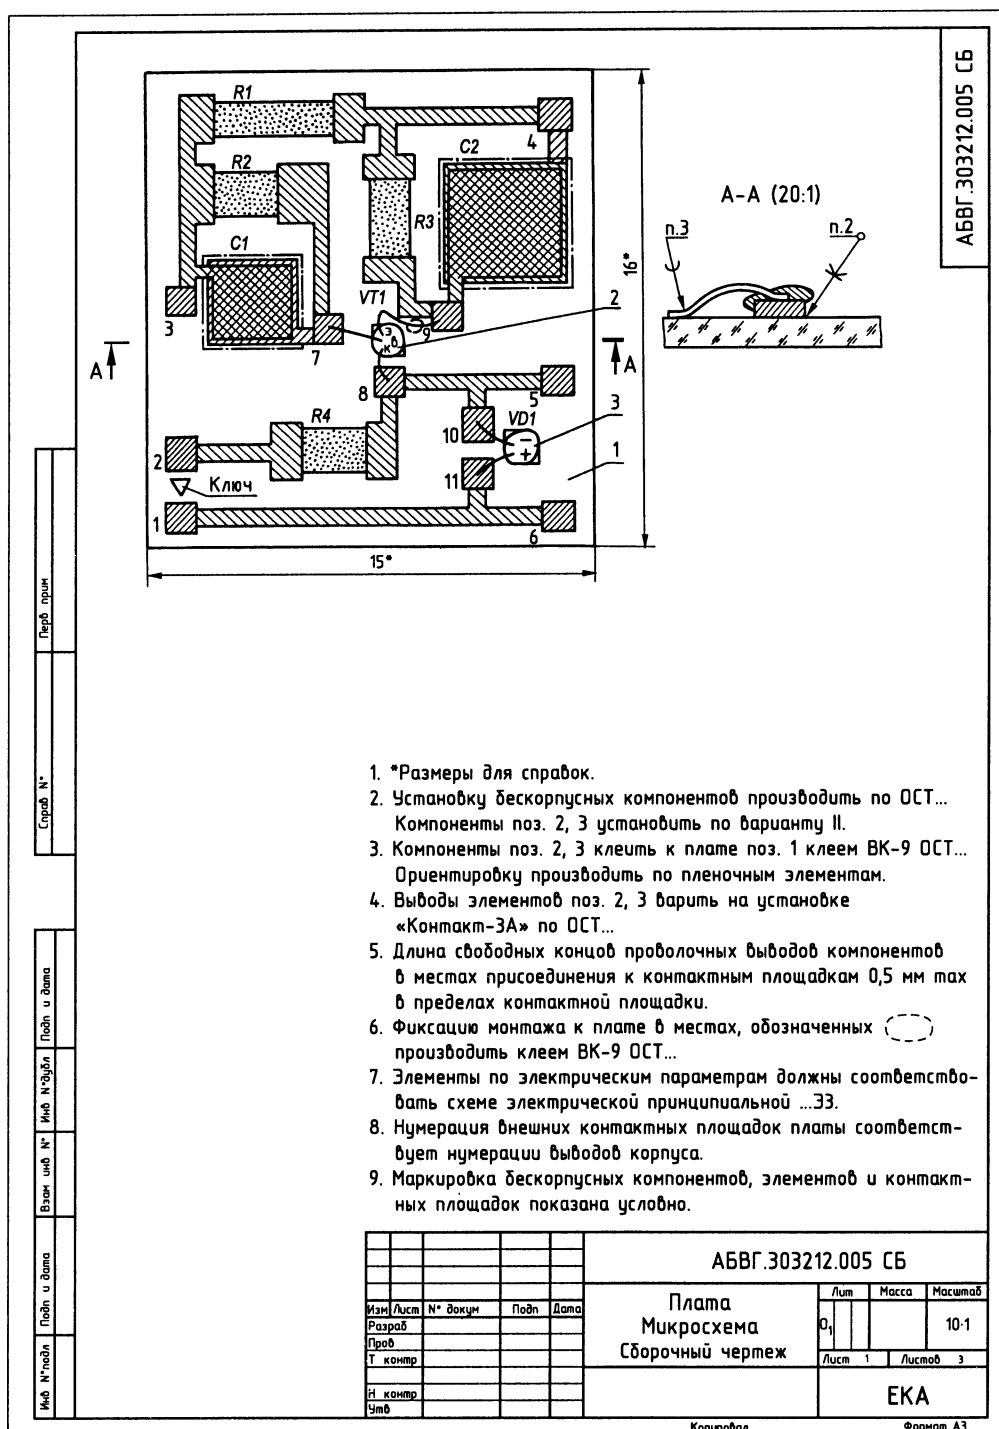 АБВГ.303212.005 СБ
R1
R2
C1
C2
R3
R4
VT1
VD1
э
к б
3
7
4
9
8
5
10
11
2
1
6
2
3
1
Ключ
А
А
15*
16*
А-А (20:1)
п.3
п.2
1. *Размеры для справок.
2. Установку бескорпусных компонентов производить по ОСТ...
Компоненты поз. 2, 3 установить по варианту II.
3. Компоненты поз. 2, 3 клеить к плате поз. 1 клеем ВК-9 ОСТ...
Ориентировку производить по пленочным элементам.
4. Выводы элементов поз. 2, 3 варить на установке
«Контакт-3А» по ОСТ...
5. Длина свободных концов проволочных выводов компонентов
в местах присоединения к контактным площадкам 0,5 мм max
в пределах контактной площадки.
6. Фиксацию монтажа к плате в местах, обозначенных
производить клеем ВК-9 ОСТ...
7. Элементы по электрическим параметрам должны соответство-
вать схеме электрической принципиальной ...Э3.
8. Нумерация внешних контактных площадок платы соответст-
вует нумерации выводов корпуса.
9. Маркировка бескорпусных компонентов, элементов и контакт-
ных площадок показана условно.
Перв прим
Справ N°
Подп и дата
Инв N°дубл
Взам инв N°
Подп и дата
Инв N°подл
АБВГ.303212.005 СБ
Изм Лист N° докум Подп Дата
Разраб
Пров
Т контр
Н контр
Утв
Плата
Микросхема
Сборочный чертеж
Лит Масса Масштаб
О1 10:1
Лист 1 Листов 3
ЕКА
Копировал Формат А3